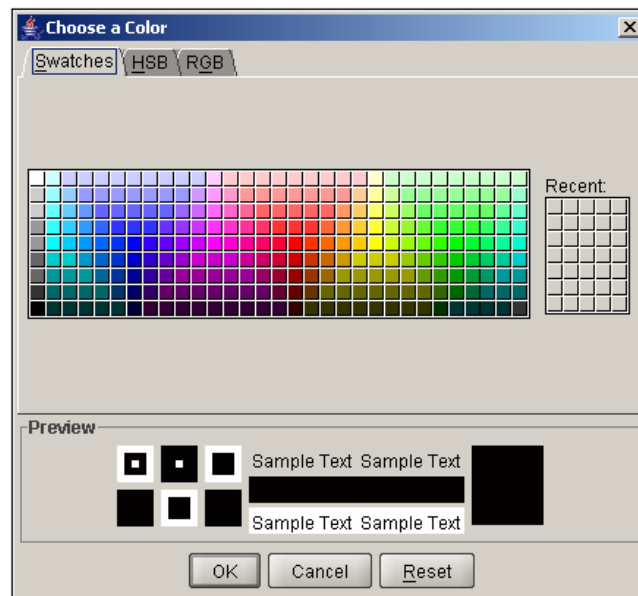 Choose a Color
Swatches HSB RGB
Recent:
Preview
Sample Text Sample Text
Sample Text Sample Text
OK Cancel Reset